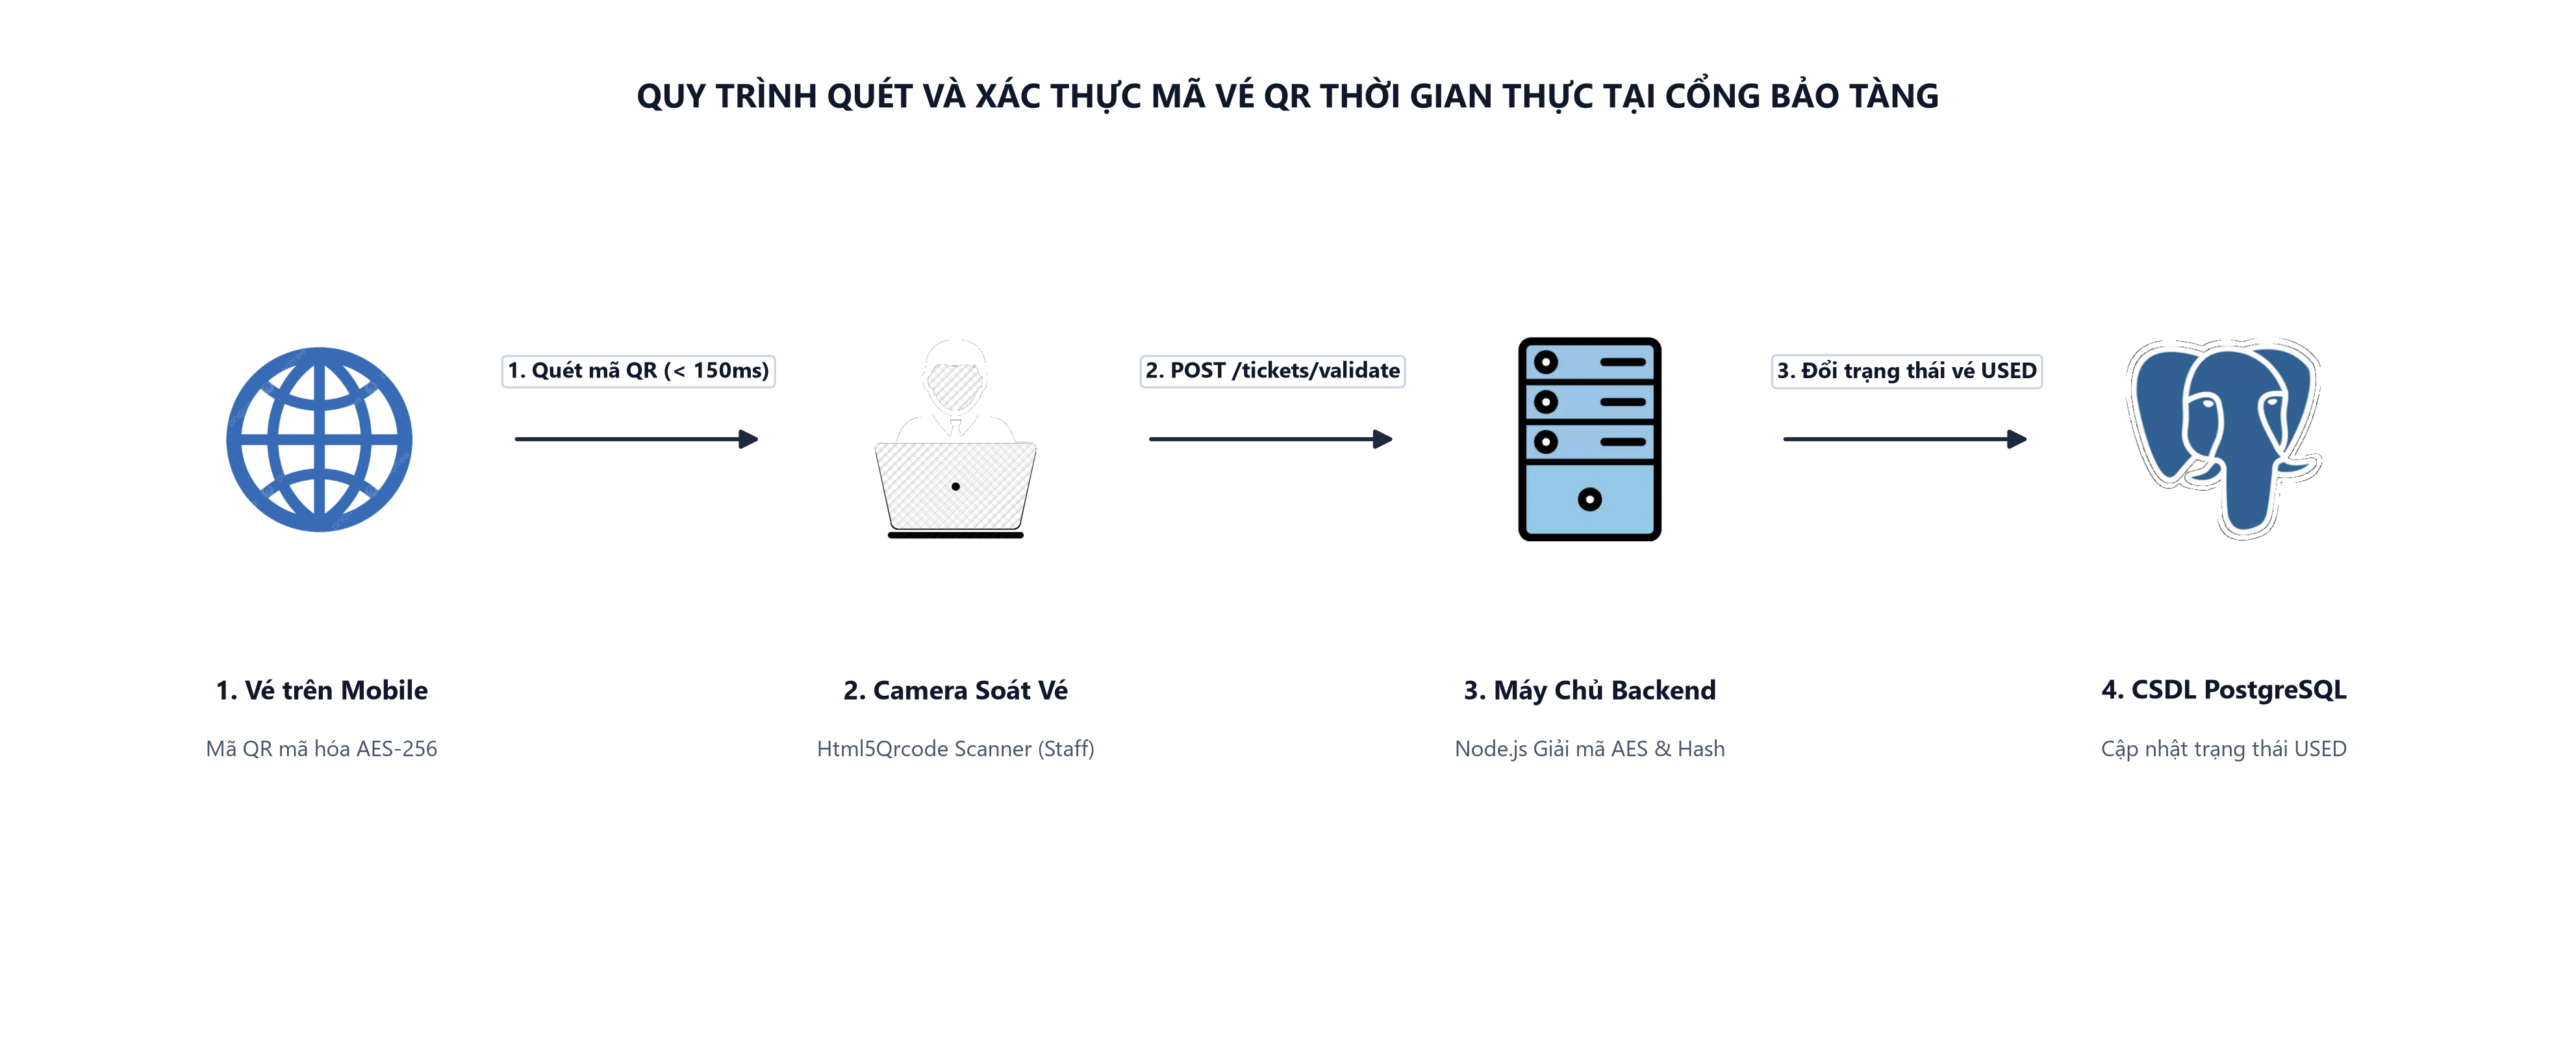 QUY TRÌNH QUÉT VÀ XÁC THỰC MÃ VÉ QR THỜI GIAN THỰC TẠI CỔNG BẢO TÀNG
1. Quét mã QR (< 150ms)
2. POST /tickets/validate
3. Đổi trạng thái vé USED
1. Vé trên Mobile
2. Camera Soát Vé
3. Máy Chủ Backend
4. CSDL PostgreSQL
Mã QR mã hóa AES-256
Html5Qrcode Scanner (Staff)
Node.js Giải mã AES & Hash
Cập nhật trạng thái USED